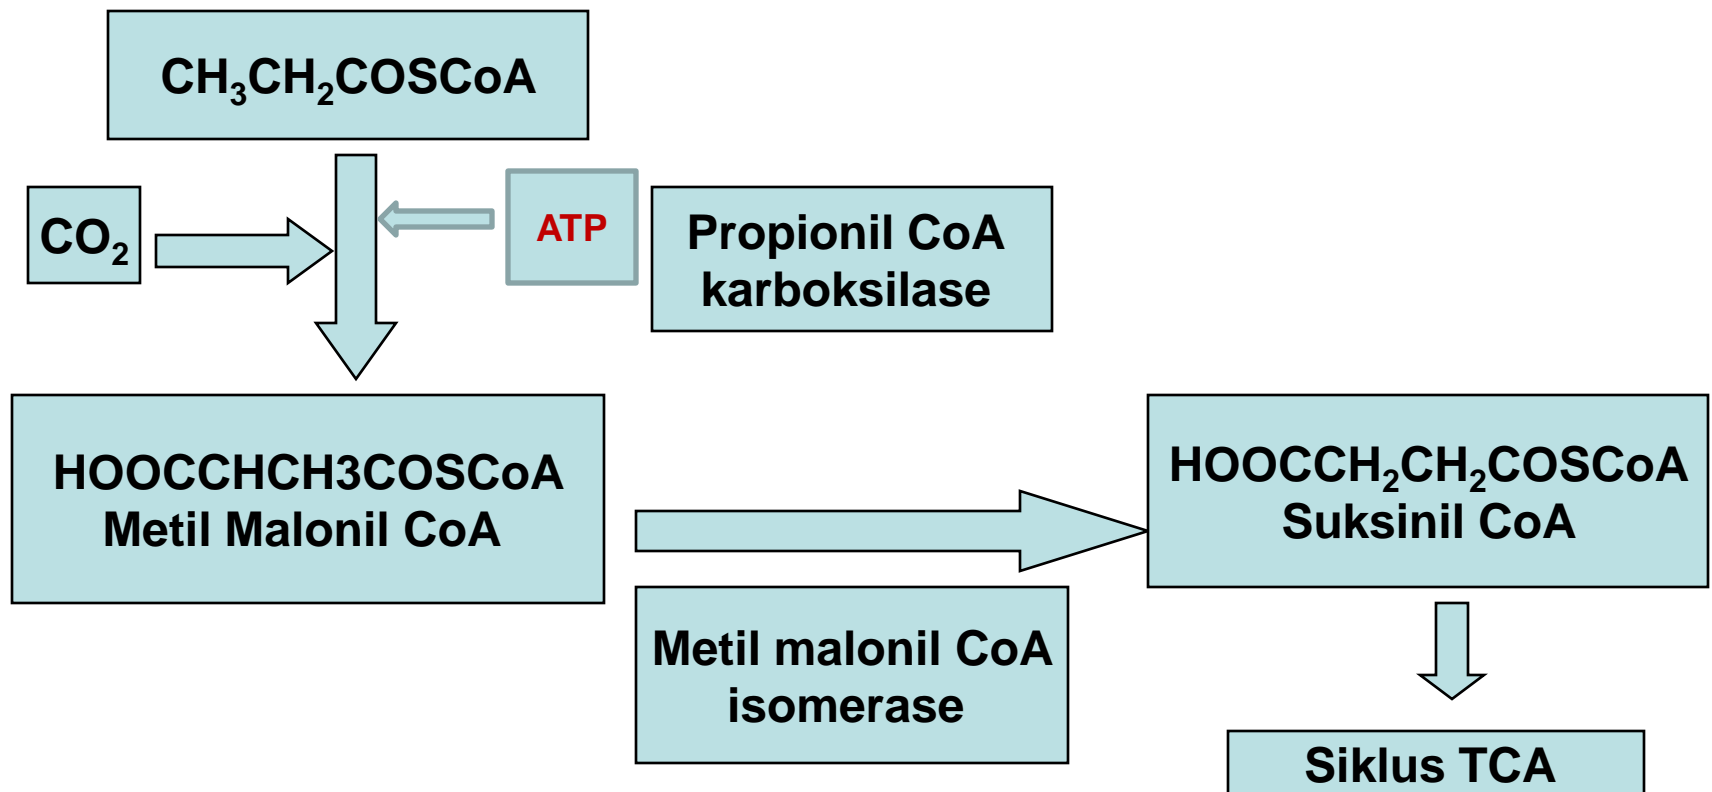 CH₃CH₂COSCoA
CO₂
ATP
Propionil CoA
karboksilase
HOOCCHCH3COSCoA
Metil Malonil CoA
HOOCCH₂CH₂COSCoA
Suksinil CoA
Metil malonil CoA
isomerase
Siklus TCA